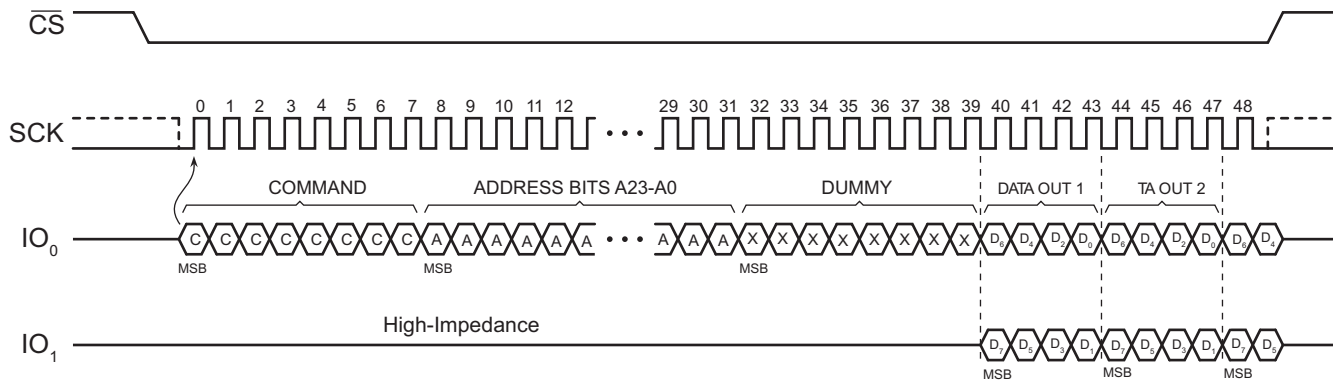 CS
0 1 2 3 4 5 6 7 8 9 10 11 12 29 30 31 32 33 34 35 36 37 38 39 40 41 42 43 44 45 46 47 48
SCK
COMMAND ADDRESS BITS A23-A0 DUMMY DATA OUT 1 TA OUT 2
IO0 C C C C C C C C A A A A A A A A A X X X X X X X X D6 D4 D2 D0 D6 D4 D2 D0 D6 D4
MSB MSB MSB
High-Impedance
IO1 D7 D5 D3 D1 D7 D5 D3 D1 D7 D5
MSB MSB MSB